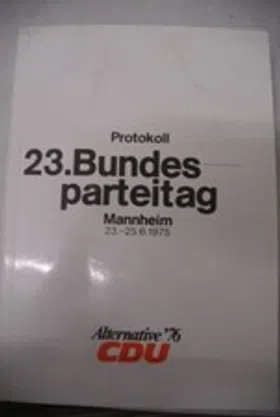 Protokoll
23.Bundes
parteitag
Mannheim
23.-25.6.1975
Alternative '76
CDU